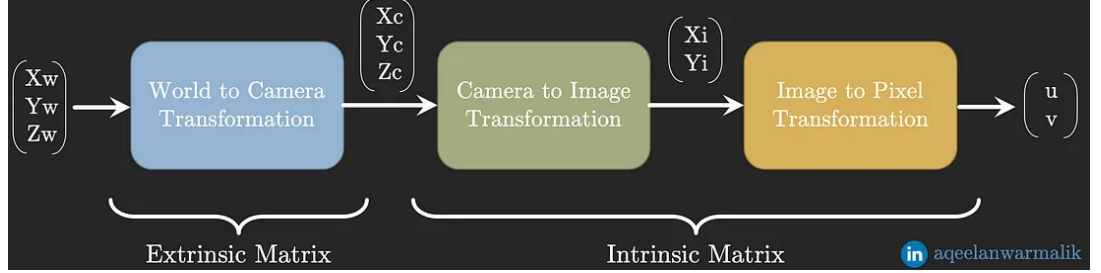 Xw
Yw
Zw
World to Camera
Transformation
Xc
Yc
Zc
Camera to Image
Transformation
Xi
Yi
Image to Pixel
Transformation
u
v
Extrinsic Matrix
Intrinsic Matrix
in aqeelanwarmalik